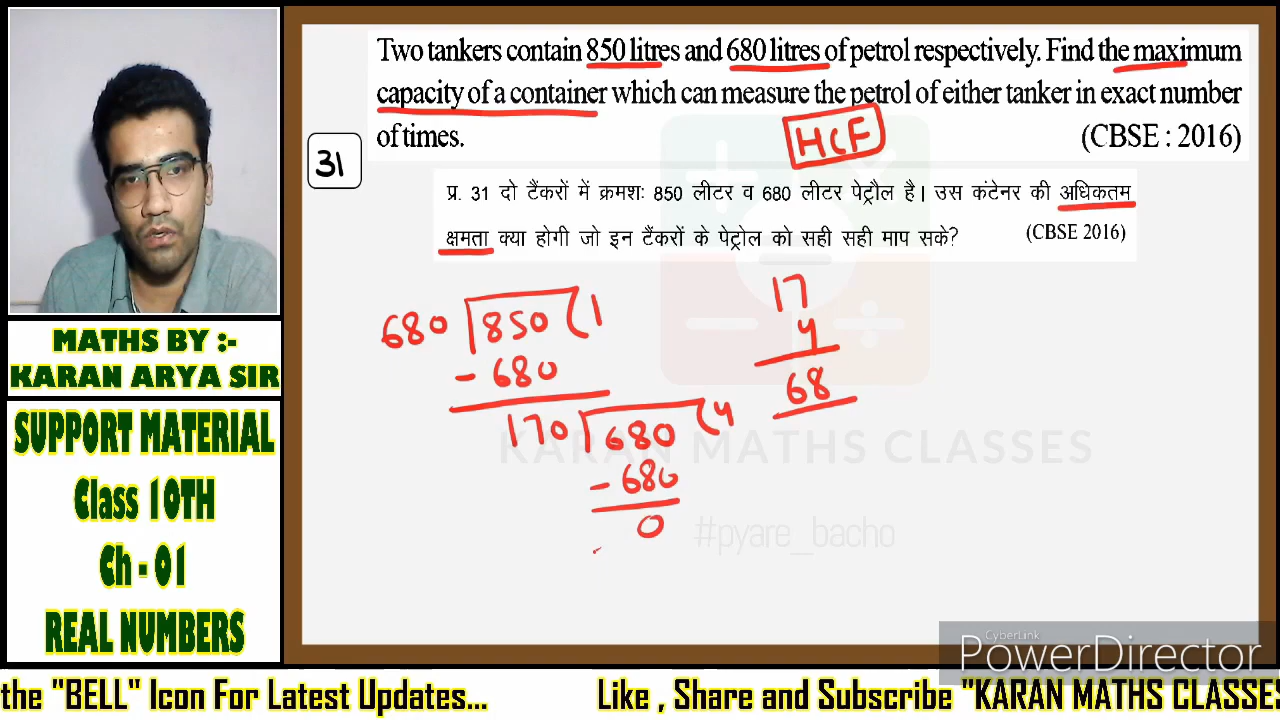 Two tankers contain 850 litres and 680 litres of petrol respectively. Find the maximum
capacity of a container which can measure the petrol of either tanker in exact number
of times.
(CBSE : 2016)
HCF
31
प्र. 31 दो टैंकरों में क्रमशः 850 लीटर व 680 लीटर पेट्रौल है। उस कंटेनर की अधिकतम
क्षमता क्या होगी जो इन टैंकरों के पेट्रोल को सही सही माप सके?
(CBSE 2016)
680 850 1
- 680
170 680 4
- 680
0
17
4
68
KARAN MATHS CLASSES
#pyare_bacho
MATHS BY :-
KARAN ARYA SIR
SUPPORT MATERIAL
Class 10TH
Ch - 01
REAL NUMBERS
CyberLink
PowerDirector
the "BELL" Icon For Latest Updates...
Like , Share and Subscribe "KARAN MATHS CLASSES